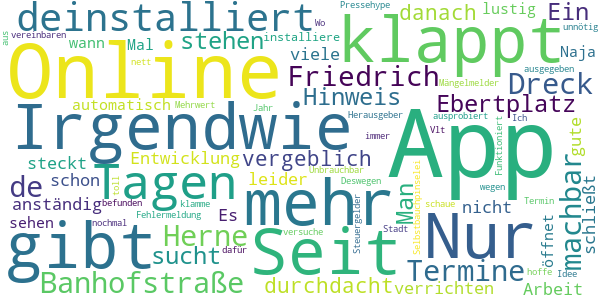 Pressehype Wo
deinstalliert danach lustig Ein
aus vereinbaren wann Mal stehen installiere viele klappt Naja unnötig
Online nett Friedrich Dreck
Hinweis Mängelmelder ausgegeben
automatisch Mehrwert Jahr Herausgeber Ebertplatz
Irgendwie App ausprobiert Vlt Ich
steckt Entwicklung vergeblich immer Funktioniert gute
de schon Tagen leider Unbrauchbar Deswegen wegen machbar
anständig befunden toll klamme mehr Man nicht schließt
sehen Fehlermeldung nochmal Es Steuergelder Stadt schaue Termin öffnet
gibt Herne versuche Seit Selbstbeweihräucherei Nur
sucht dafür Termine Idee
Banhofstraße durchdacht verrichten hoffe Arbeit